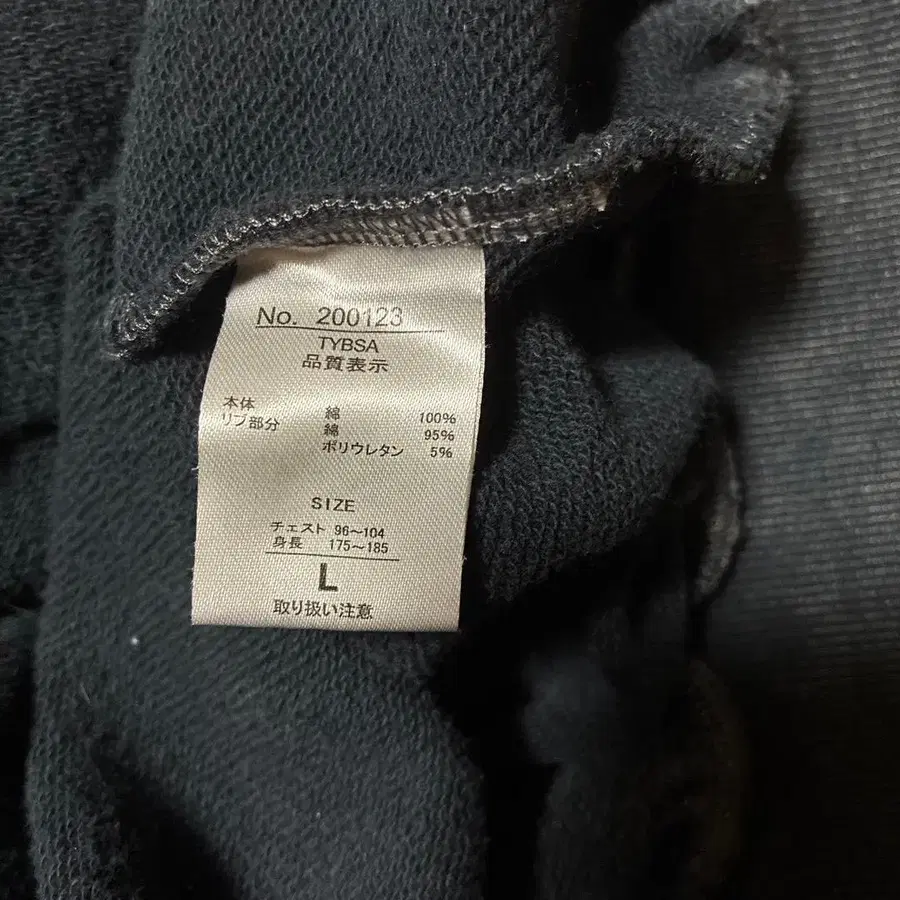 No. 200123
TYBSA
品質表示
本体 綿 100%
リブ部分 綿 95%
ポリウレタン 5%
SIZE
チェスト 96～104
身長 175～185
L
取り扱い注意